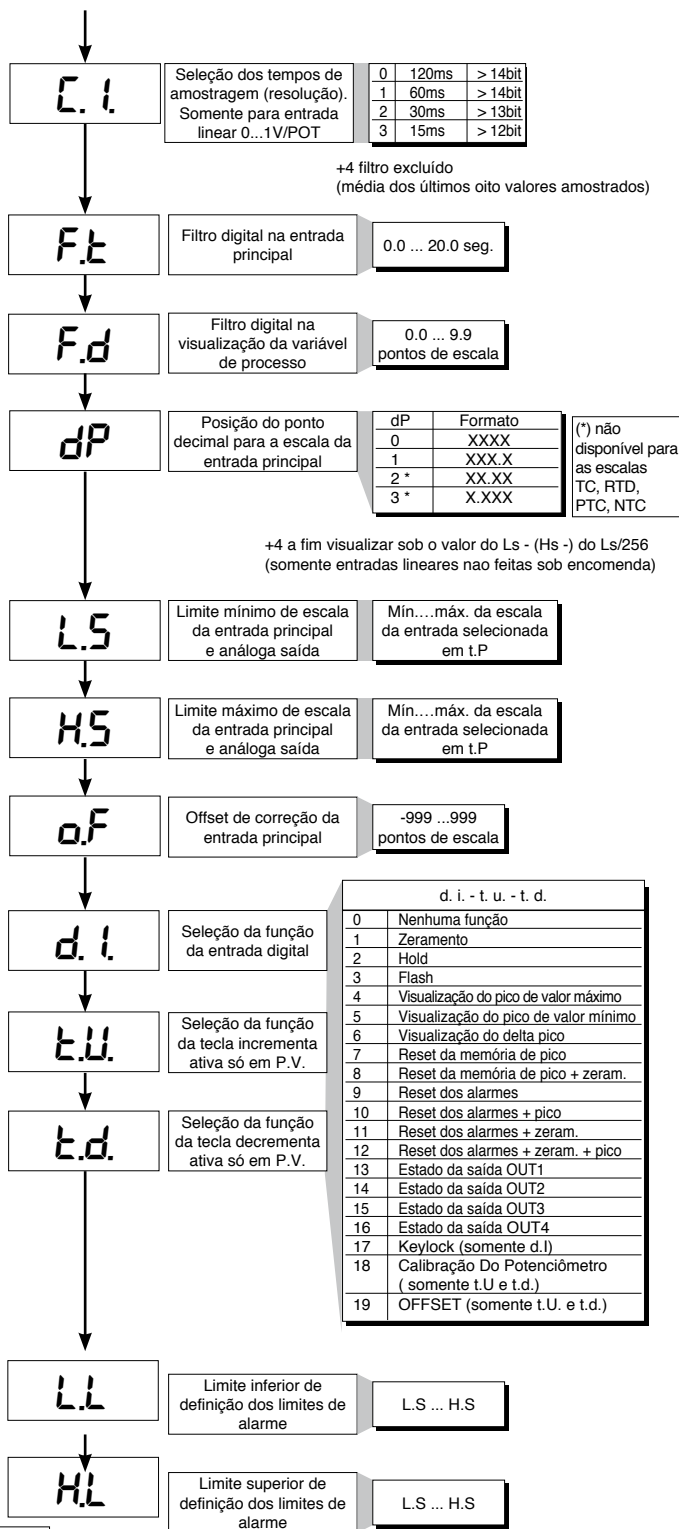 C. I.
Seleção dos tempos de
amostragem (resolução).
Somente para entrada
linear 0...1V/POT
0 120ms > 14bit
1 60ms > 14bit
2 30ms > 13bit
3 15ms > 12bit
+4 filtro excluído
(média dos últimos oito valores amostrados)
F.t
Filtro digital na entrada
principal
0.0 ... 20.0 seg.
F.d
Filtro digital na
visualização da variável
de processo
0.0 ... 9.9
pontos de escala
dP
Posição do ponto
decimal para a escala da
entrada principal
dP Formato
0 XXXX
1 XXX.X
2 * XX.XX
3 * X.XXX
(*) não
disponível para
as escalas
TC, RTD,
PTC, NTC
+4 a fim visualizar sob o valor do Ls - (Hs -) do Ls/256
(somente entradas lineares nao feitas sob encomenda)
L.S
Limite mínimo de escala
da entrada principal
e análoga saída
Mín....máx. da escala
da entrada selecionada
em t.P
H.S
Limite máximo de escala
da entrada principal
e análoga saída
Mín....máx. da escala
da entrada selecionada
em t.P
o.F
Offset de correção da
entrada principal
-999 ...999
pontos de escala
d. I.
Seleção da função
da entrada digital
t.U.
Seleção da função
da tecla incrementa
ativa só em P.V.
t.d.
Seleção da função
da tecla decrementa
ativa só em P.V.
d. i. - t. u. - t. d.
0 Nenhuma função
1 Zeramento
2 Hold
3 Flash
4 Visualização do pico de valor máximo
5 Visualização do pico de valor mínimo
6 Visualização do delta pico
7 Reset da memória de pico
8 Reset da memória de pico + zeram.
9 Reset dos alarmes
10 Reset dos alarmes + pico
11 Reset dos alarmes + zeram.
12 Reset dos alarmes + zeram. + pico
13 Estado da saída OUT1
14 Estado da saída OUT2
15 Estado da saída OUT3
16 Estado da saída OUT4
17 Keylock (somente d.I)
18 Calibração Do Potenciômetro
( somente t.U e t.d.)
19 OFFSET (somente t.U. e t.d.)
L.L
Limite inferior de
definição dos limites de
alarme
L.S ... H.S
H.L
Limite superior de
definição dos limites de
alarme
L.S ... H.S